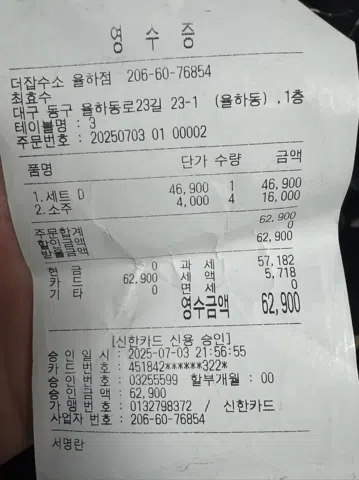 영 수 증
더잡수소 율하점 206-60-76854
최효수
대구 동구 율하동로23길 23-1 (율하동) ,1층
테이블명 : 3
주문번호 : 20250703 01 00002
품명 단가 수량 금액
1.세트 D 46,900 1 46,900
2.소주 4,000 4 16,000
주문합계 62,900
할인금액 0
받을금액 62,900
현 금 0 과 세 57,182
카 드 62,900 세 액 5,718
기 타 0 면 세 0
영수금액 62,900
[신한카드 신용 승인]
승 인 일 시 : 2025-07-03 21:56:55
카 드 번 호 : 451842******322*
승 인 번 호 : 03255599 할부개월 : 00
승 인 금 액 : 62,900
가 맹 번 호 : 0132798372 / 신한카드
사업자 번호 : 206-60-76854
서명란